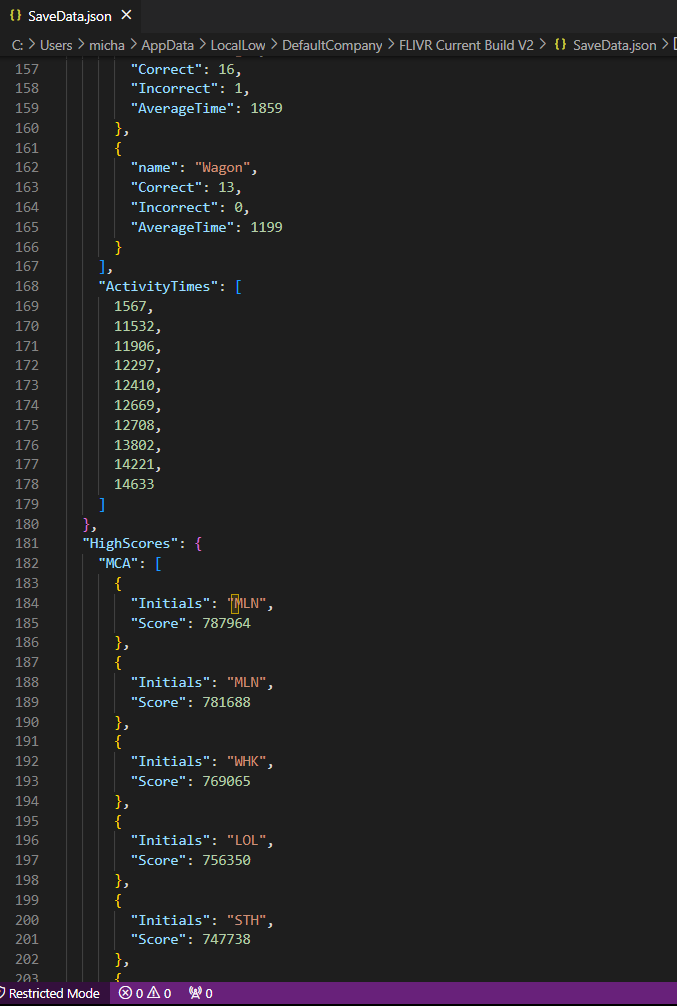 {} SaveData.json ×
C: > Users > micha > AppData > LocalLow > DefaultCompany > FLIVR Current Build V2 > {} SaveData.json >
157 "Correct": 16,
158 "Incorrect": 1,
159 "AverageTime": 1859
160 },
161 {
162 "name": "Wagon",
163 "Correct": 13,
164 "Incorrect": 0,
165 "AverageTime": 1199
166 }
167 ],
168 "ActivityTimes": [
169 1567,
170 11532,
171 11906,
172 12297,
173 12410,
174 12669,
175 12708,
176 13802,
177 14221,
178 14633
179 ]
180 },
181 "HighScores": {
182 "MCA": [
183 {
184 "Initials": "MLN",
185 "Score": 787964
186 },
187 {
188 "Initials": "MLN",
189 "Score": 781688
190 },
191 {
192 "Initials": "WHK",
193 "Score": 769065
194 },
195 {
196 "Initials": "LOL",
197 "Score": 756350
198 },
199 {
200 "Initials": "STH",
201 "Score": 747738
202 },
203 {
Restricted Mode 0 0 0